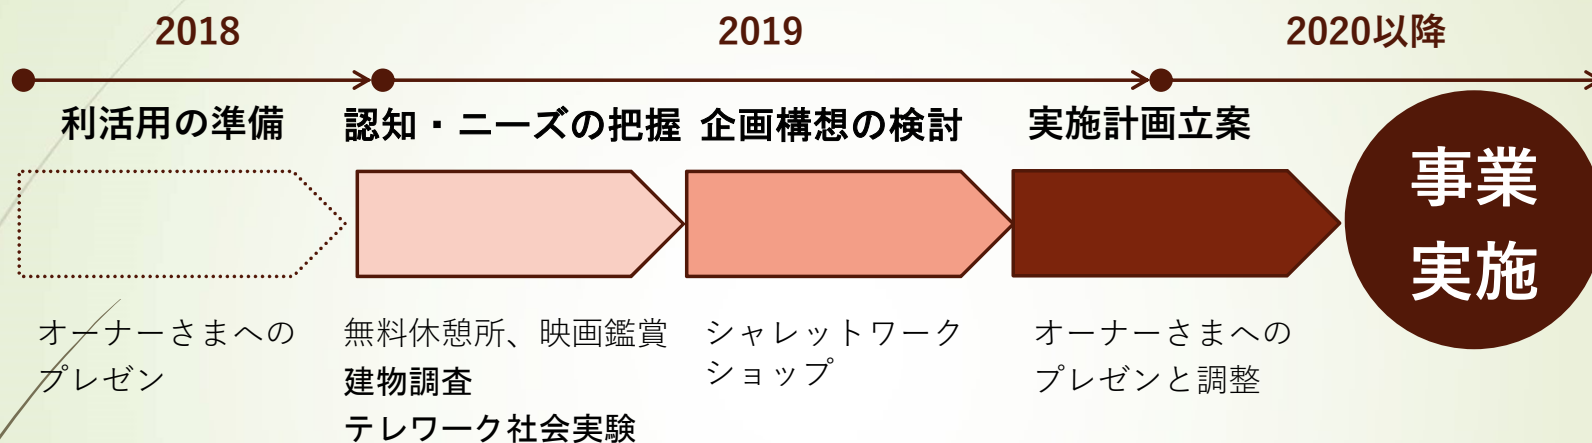 2018
2019
2020以降
利活用の準備
認知・ニーズの把握
企画構想の検討
実施計画立案
事業
実施
オーナーさまへの
プレゼン
無料休憩所、映画鑑賞
建物調査
テレワーク社会実験
シャレットワーク
ショップ
オーナーさまへの
プレゼンと調整